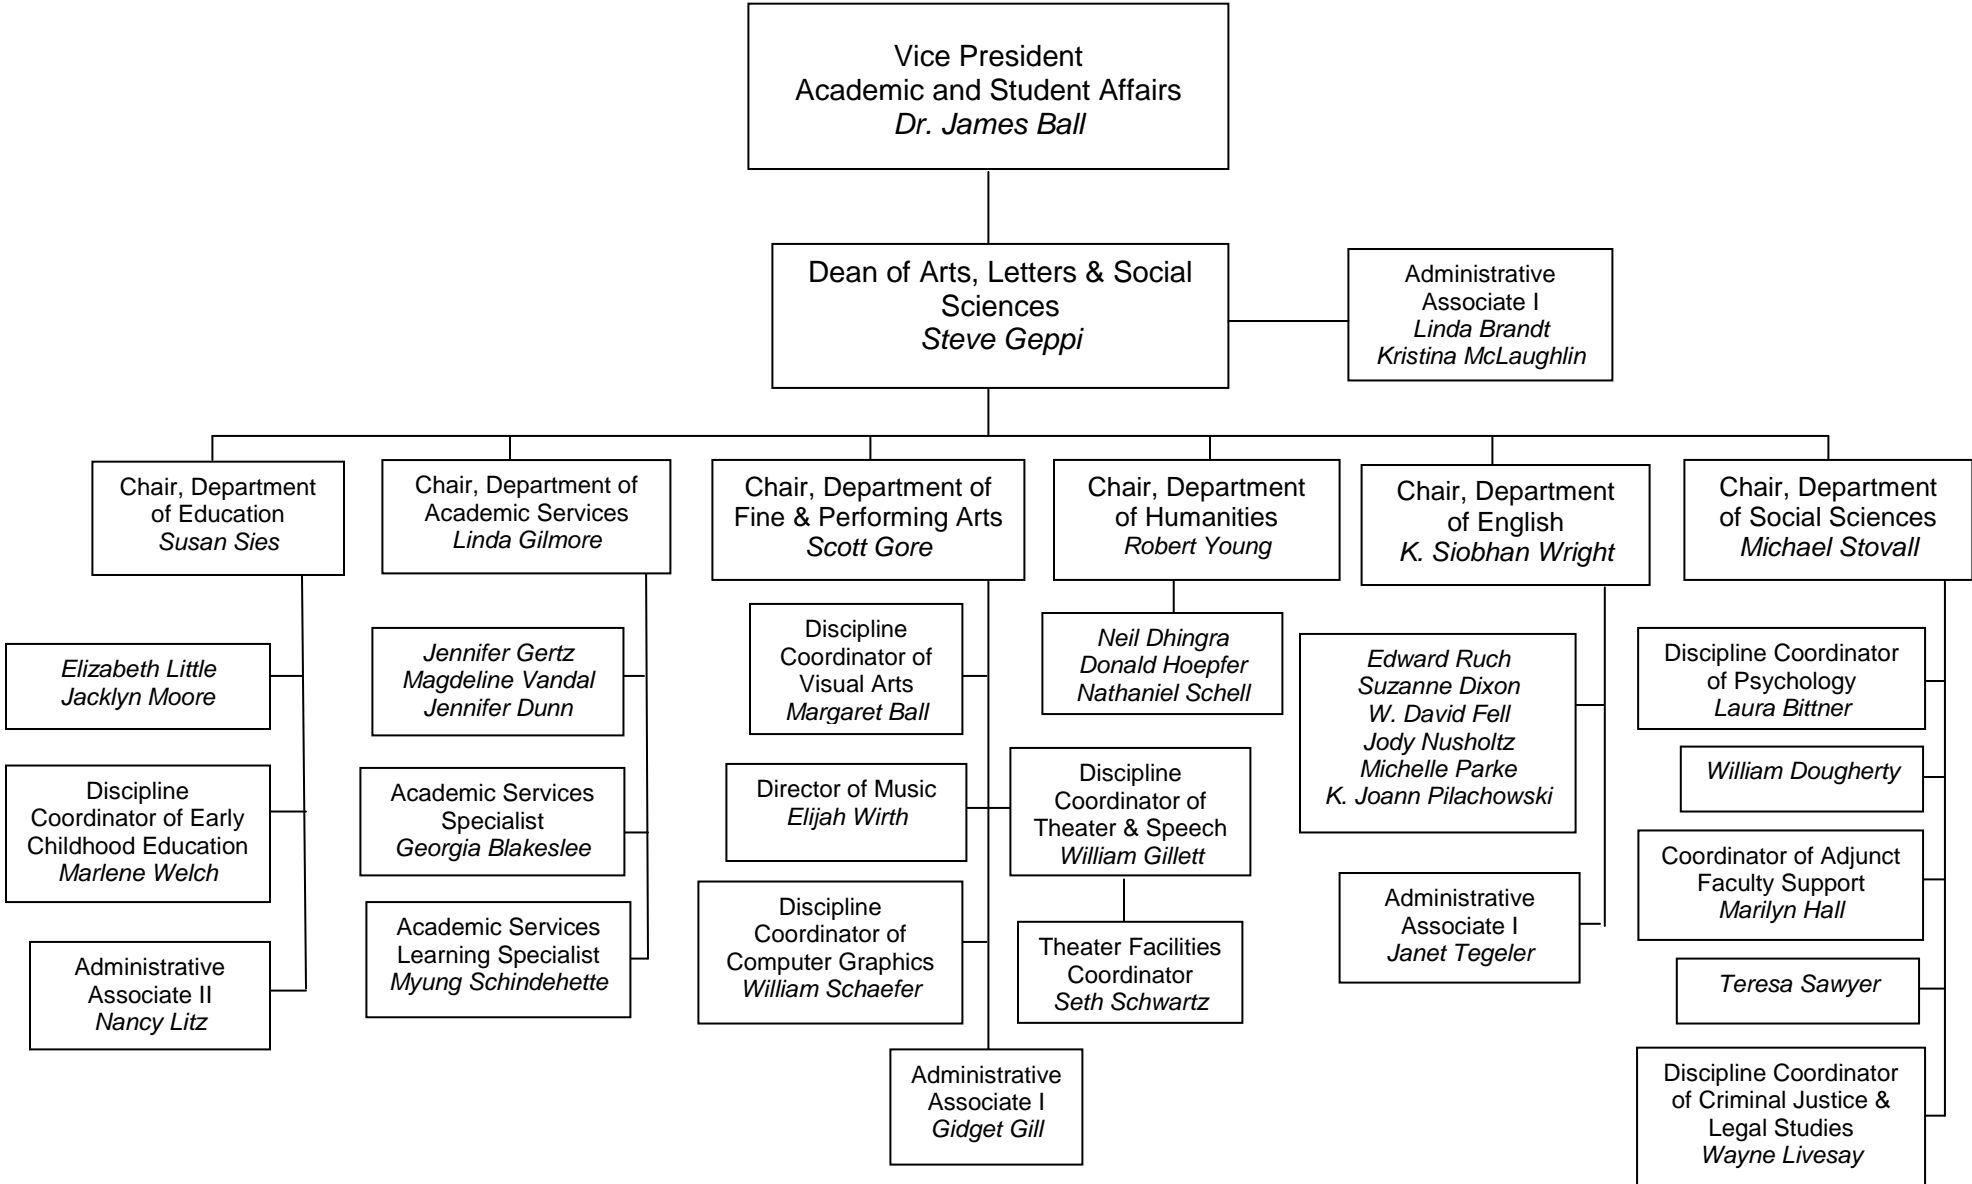 Vice President
Academic and Student Affairs
Dr. James Ball
Dean of Arts, Letters & Social
Sciences
Steve Geppi
Administrative
Associate I
Linda Brandt
Kristina McLaughlin
Chair, Department
of Education
Susan Sies
Elizabeth Little
Jacklyn Moore
Discipline
Coordinator of Early
Childhood Education
Marlene Welch
Administrative
Associate II
Nancy Litz
Chair, Department of
Academic Services
Linda Gilmore
Jennifer Gertz
Magdeline Vandal
Jennifer Dunn
Academic Services
Specialist
Georgia Blakeslee
Academic Services
Learning Specialist
Myung Schindehette
Chair, Department of
Fine & Performing Arts
Scott Gore
Discipline
Coordinator of
Visual Arts
Margaret Ball
Director of Music
Elijah Wirth
Discipline
Coordinator of
Theater & Speech
William Gillett
Discipline
Coordinator of
Computer Graphics
William Schaefer
Theater Facilities
Coordinator
Seth Schwartz
Administrative
Associate I
Gidget Gill
Chair, Department
of Humanities
Robert Young
Neil Dhingra
Donald Hoepfer
Nathaniel Schell
Chair, Department
of English
K. Siobhan Wright
Edward Ruch
Suzanne Dixon
W. David Fell
Jody Nusholtz
Michelle Parke
K. Joann Pilachowski
Administrative
Associate I
Janet Tegeler
Chair, Department
of Social Sciences
Michael Stovall
Discipline Coordinator
of Psychology
Laura Bittner
William Dougherty
Coordinator of Adjunct
Faculty Support
Marilyn Hall
Teresa Sawyer
Discipline Coordinator
of Criminal Justice &
Legal Studies
Wayne Livesay